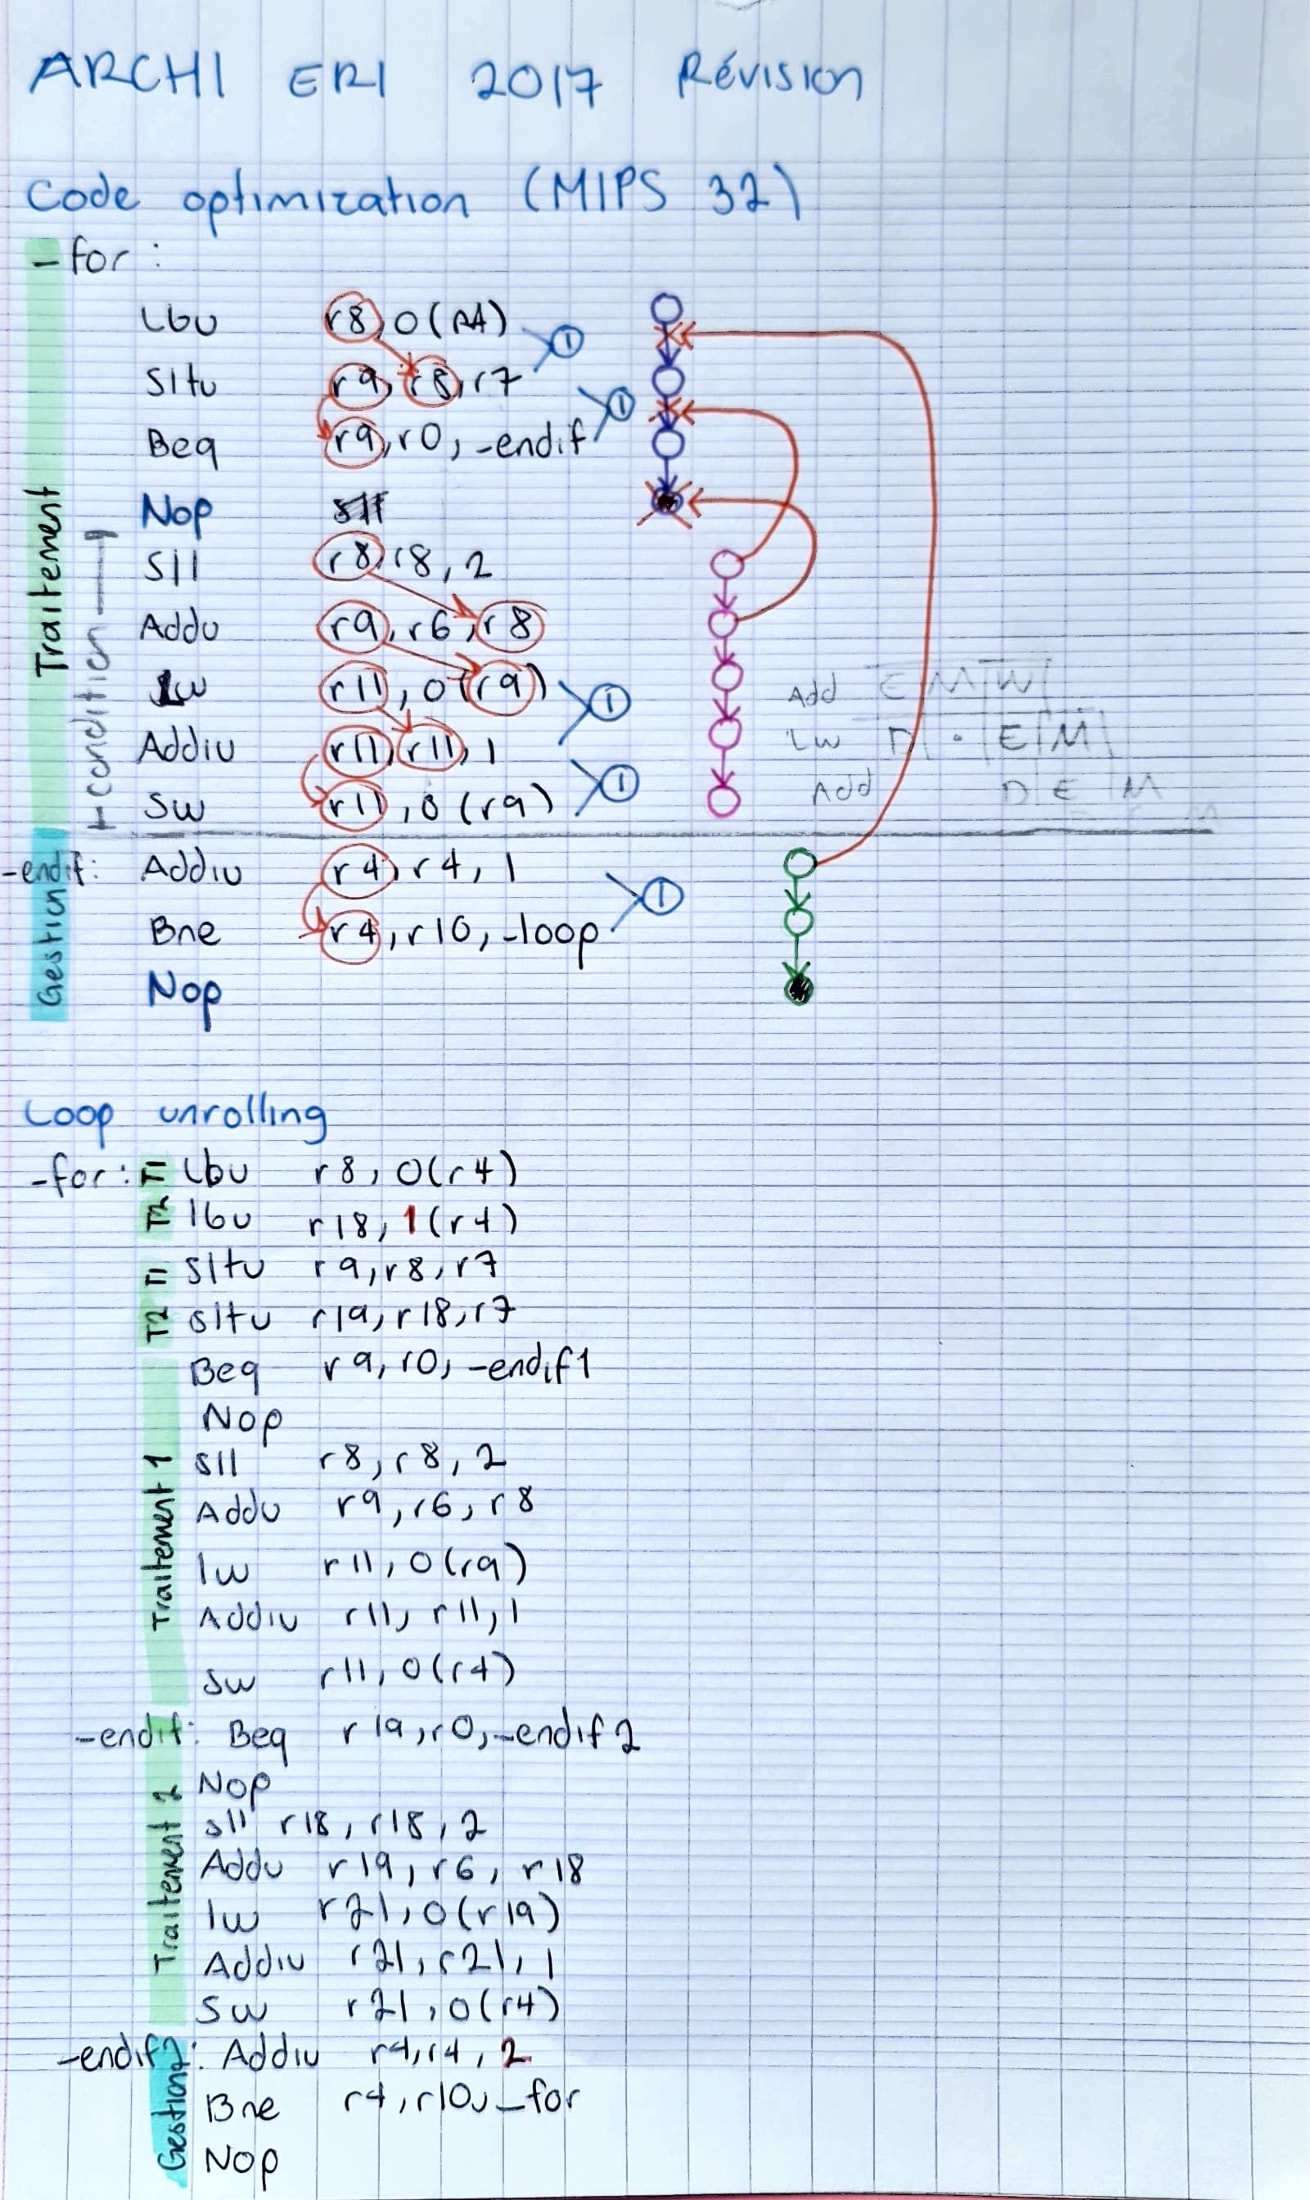 ARCHI ER1 2017 Révision
Code optimization (MIPS 32)
Traitement
-for :
Lbu r8, 0(r4) 1
Sltu r9, r8, r7 1
Beq r9, r0, -endif
Nop
+ condition
Sll r8, r8, 2
Addu r9, r6, r8
Lw r11, 0(r9) 1
Addiu r11, r11, 1
Sw r11, 0(r9) 1
Add E M W
Lw D . E M
Add D E M
Gestion
-endif: Addiu r4, r4, 1
Bne r4, r10, -loop 1
Nop
Loop unrolling
-for: T1 Lbu r8, 0(r4)
T2 lbu r18, 1(r4)
T1 sltu r9, r8, r7
T2 sltu r19, r18, r7
Beq r9, r0, -endif1
Nop
Traitement 1
sll r8, r8, 2
Addu r9, r6, r8
lw r11, 0(r9)
Addiu r11, r11, 1
sw r11, 0(r4)
-endif: Beq r19, r0, -endif2
Nop
Traitement 2
sll r18, r18, 2
Addu r19, r6, r18
lw r21, 0(r19)
Addiu r21, r21, 1
sw r21, 0(r4)
-endif2: Addiu r4, r4, 2
Gestion
Bne r4, r10, -for
Nop